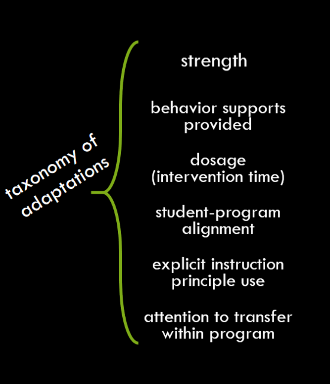 taxonomy of
adaptations
strength
behavior supports
provided
dosage
(intervention time)
student-program
alignment
explicit instruction
principle use
attention to transfer
within program